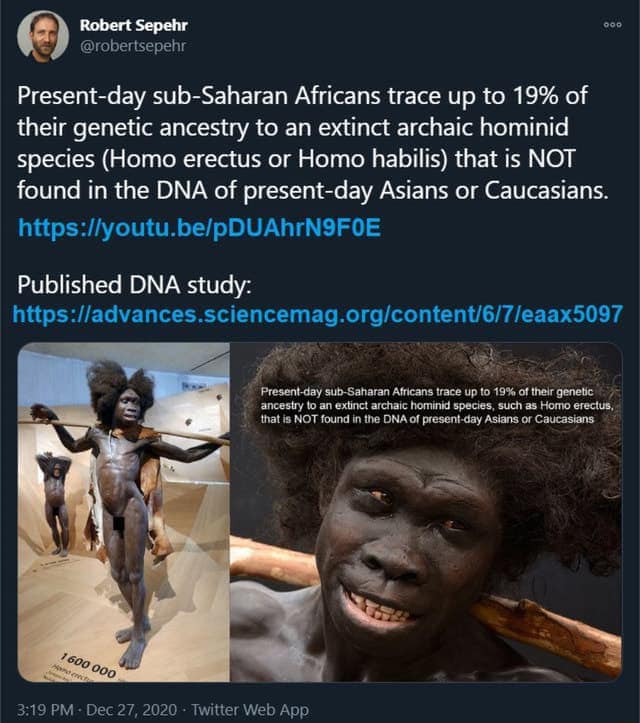 Robert Sepehr
@robertsepehr
Present-day sub-Saharan Africans trace up to 19% of
their genetic ancestry to an extinct archaic hominid
species (Homo erectus or Homo habilis) that is NOT
found in the DNA of present-day Asians or Caucasians.
https://youtu.be/pDUAhrN9F0E
Published DNA study:
https://advances.sciencemag.org/content/6/7/eaax5097
Present-day sub-Saharan Africans trace up to 19% of their genetic
ancestry to an extinct archaic hominid species, such as Homo erectus,
that is NOT found in the DNA of present-day Asians or Caucasians
1 600 000
Homo erectus
3:19 PM · Dec 27, 2020 · Twitter Web App